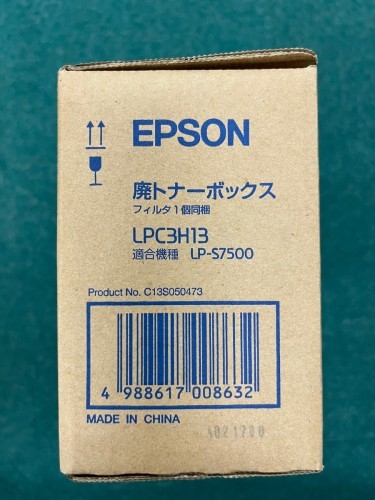 EPSON
廃トナーボックス
フィルタ1個同梱
LPC3H13
適合機種 LP-S7500
Product No. C13S050473
4 988617 008632
MADE IN CHINA